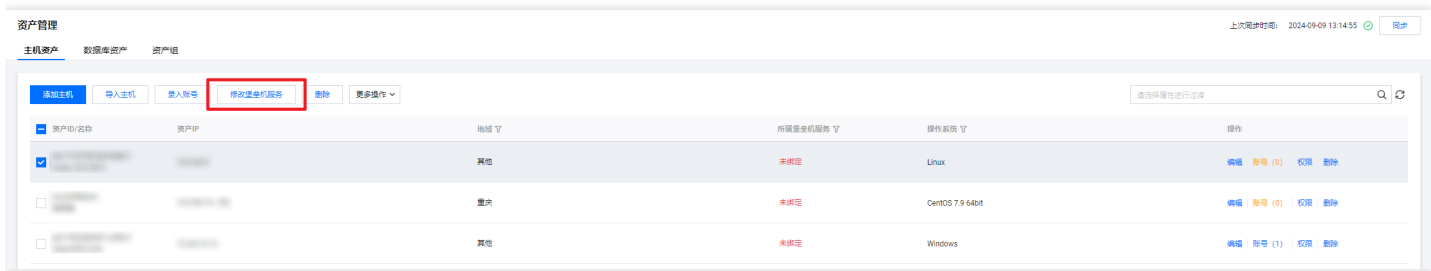 资产管理 上次同步时间： 2024-09-09 13:14:55 同步
主机资产 数据库资产 资产组
添加主机 导入主机 录入账号 修改堡垒机服务 删除 更多操作 请选择属性进行过滤
资产ID/名称 资产IP 地域 所属堡垒机服务 操作系统 操作
其他 未绑定 Linux 编辑 账号 (0) 权限 删除
重庆 未绑定 CentOS 7.9 64bit 编辑 账号 (0) 权限 删除
其他 未绑定 Windows 编辑 账号 (1) 权限 删除